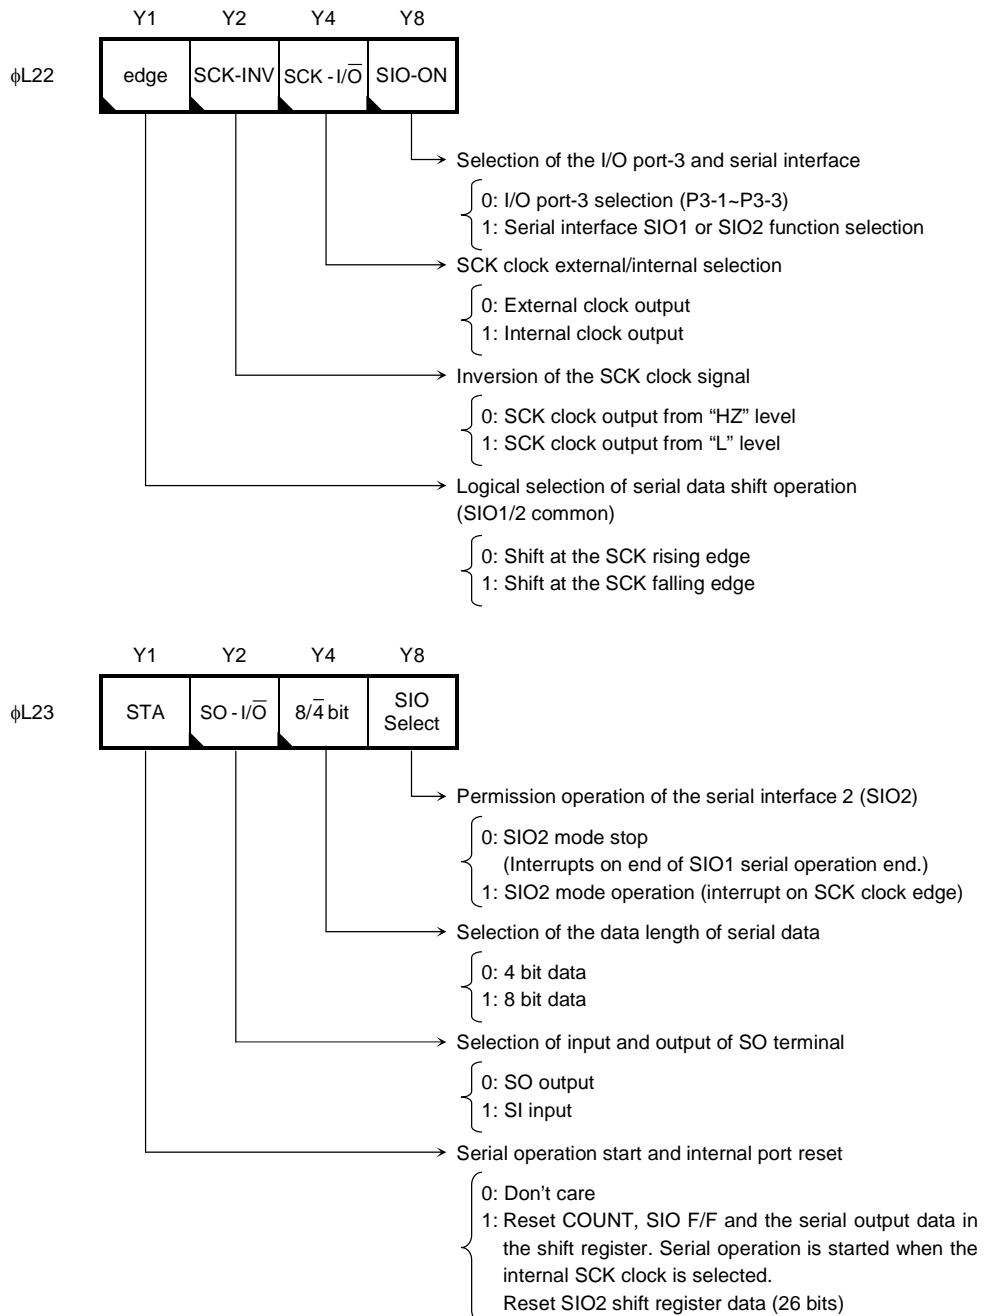 Y1 Y2 Y4 Y8
ϕL22 edge SCK-INV SCK - I/O̅ SIO-ON
Selection of the I/O port-3 and serial interface
0: I/O port-3 selection (P3-1~P3-3)
1: Serial interface SIO1 or SIO2 function selection
SCK clock external/internal selection
0: External clock output
1: Internal clock output
Inversion of the SCK clock signal
0: SCK clock output from “HZ” level
1: SCK clock output from “L” level
Logical selection of serial data shift operation
(SIO1/2 common)
0: Shift at the SCK rising edge
1: Shift at the SCK falling edge
Y1 Y2 Y4 Y8
ϕL23 STA SO - I/O̅ 8/4̅ bit SIO Select
Permission operation of the serial interface 2 (SIO2)
0: SIO2 mode stop
(Interrupts on end of SIO1 serial operation end.)
1: SIO2 mode operation (interrupt on SCK clock edge)
Selection of the data length of serial data
0: 4 bit data
1: 8 bit data
Selection of input and output of SO terminal
0: SO output
1: SI input
Serial operation start and internal port reset
0: Don’t care
1: Reset COUNT, SIO F/F and the serial output data in
the shift register. Serial operation is started when the
internal SCK clock is selected.
Reset SIO2 shift register data (26 bits)